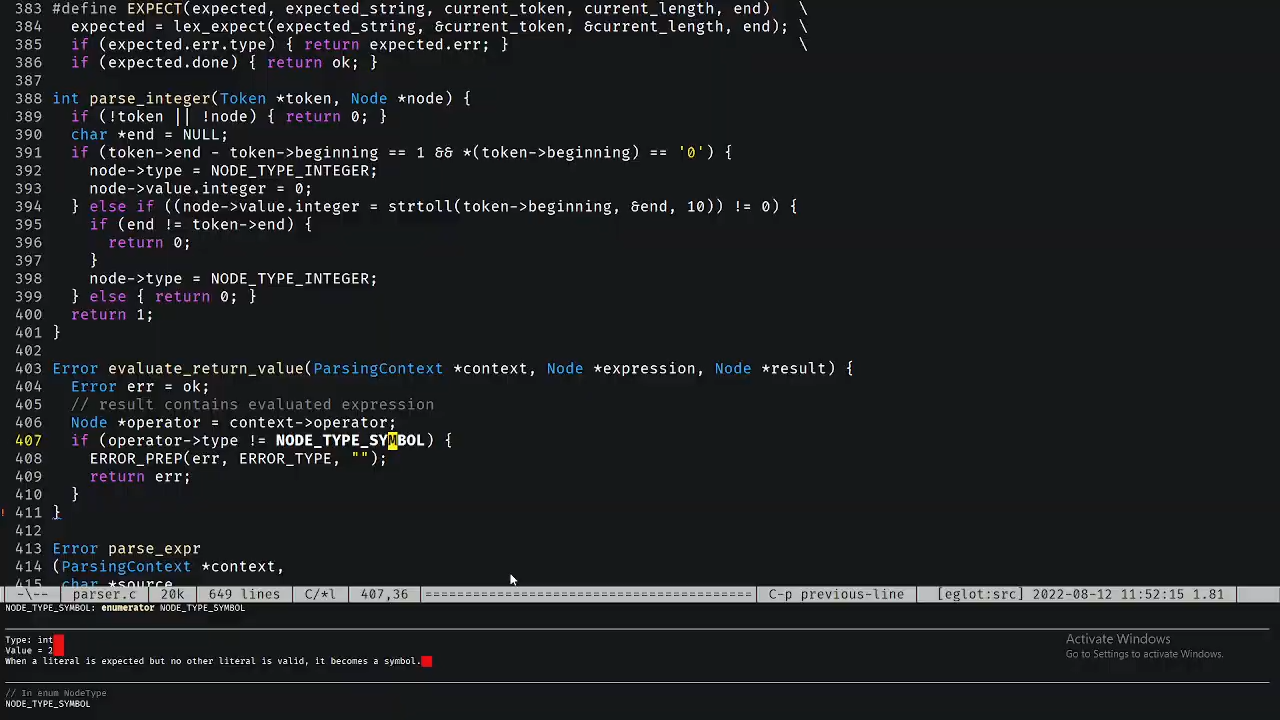 383 #define EXPECT(expected, expected_string, current_token, current_length, end)   \
384   expected = lex_expect(expected_string, &current_token, &current_length, end); \
385   if (expected.err.type) { return expected.err; }                                \
386   if (expected.done) { return ok; }
387
388 int parse_integer(Token *token, Node *node) {
389   if (!token || !node) { return 0; }
390   char *end = NULL;
391   if (token->end - token->beginning == 1 && *(token->beginning) == '0') {
392     node->type = NODE_TYPE_INTEGER;
393     node->value.integer = 0;
394   } else if ((node->value.integer = strtoll(token->beginning, &end, 10)) != 0) {
395     if (end != token->end) {
396       return 0;
397     }
398     node->type = NODE_TYPE_INTEGER;
399   } else { return 0; }
400   return 1;
401 }
402
403 Error evaluate_return_value(ParsingContext *context, Node *expression, Node *result) {
404   Error err = ok;
405   // result contains evaluated expression
406   Node *operator = context->operator;
407   if (operator->type != NODE_TYPE_SYMBOL) {
408     ERROR_PREP(err, ERROR_TYPE, "");
409     return err;
410   }
! 411 }
412
413 Error parse_expr
414 (ParsingContext *context,
415  char *source
-\-- parser.c 20k 649 lines C/*l 407,36 ==================================== C-p previous-line [eglot:src] 2022-08-12 11:52:15 1.81
NODE_TYPE_SYMBOL: enumerator NODE_TYPE_SYMBOL
Type: int
Value = 2
When a literal is expected but no other literal is valid, it becomes a symbol.
// In enum NodeType
NODE_TYPE_SYMBOL
Activate Windows
Go to Settings to activate Windows.